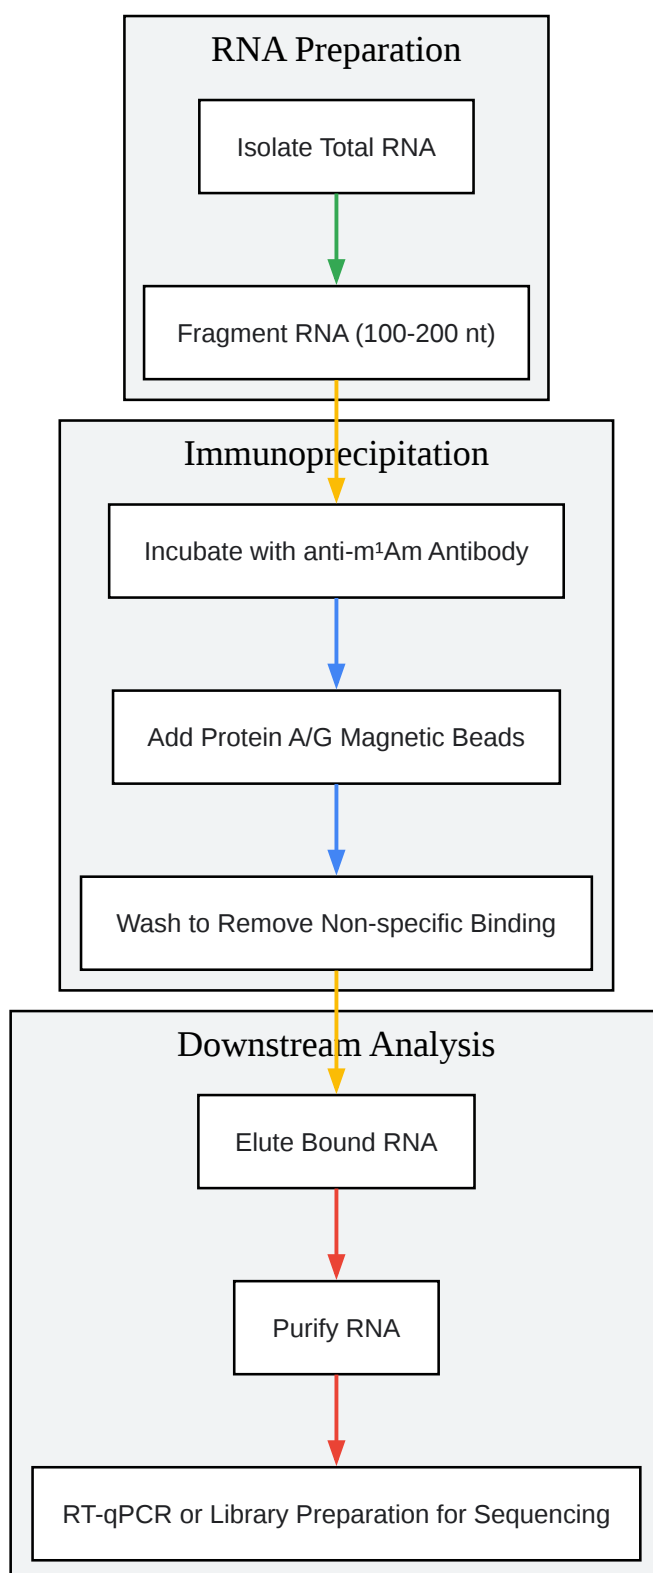 RNA Preparation
Isolate Total RNA
Fragment RNA (100-200 nt)
Immunoprecipitation
Incubate with anti-m¹Am Antibody
Add Protein A/G Magnetic Beads
Wash to Remove Non-specific Binding
Downstream Analysis
Elute Bound RNA
Purify RNA
RT-qPCR or Library Preparation for Sequencing